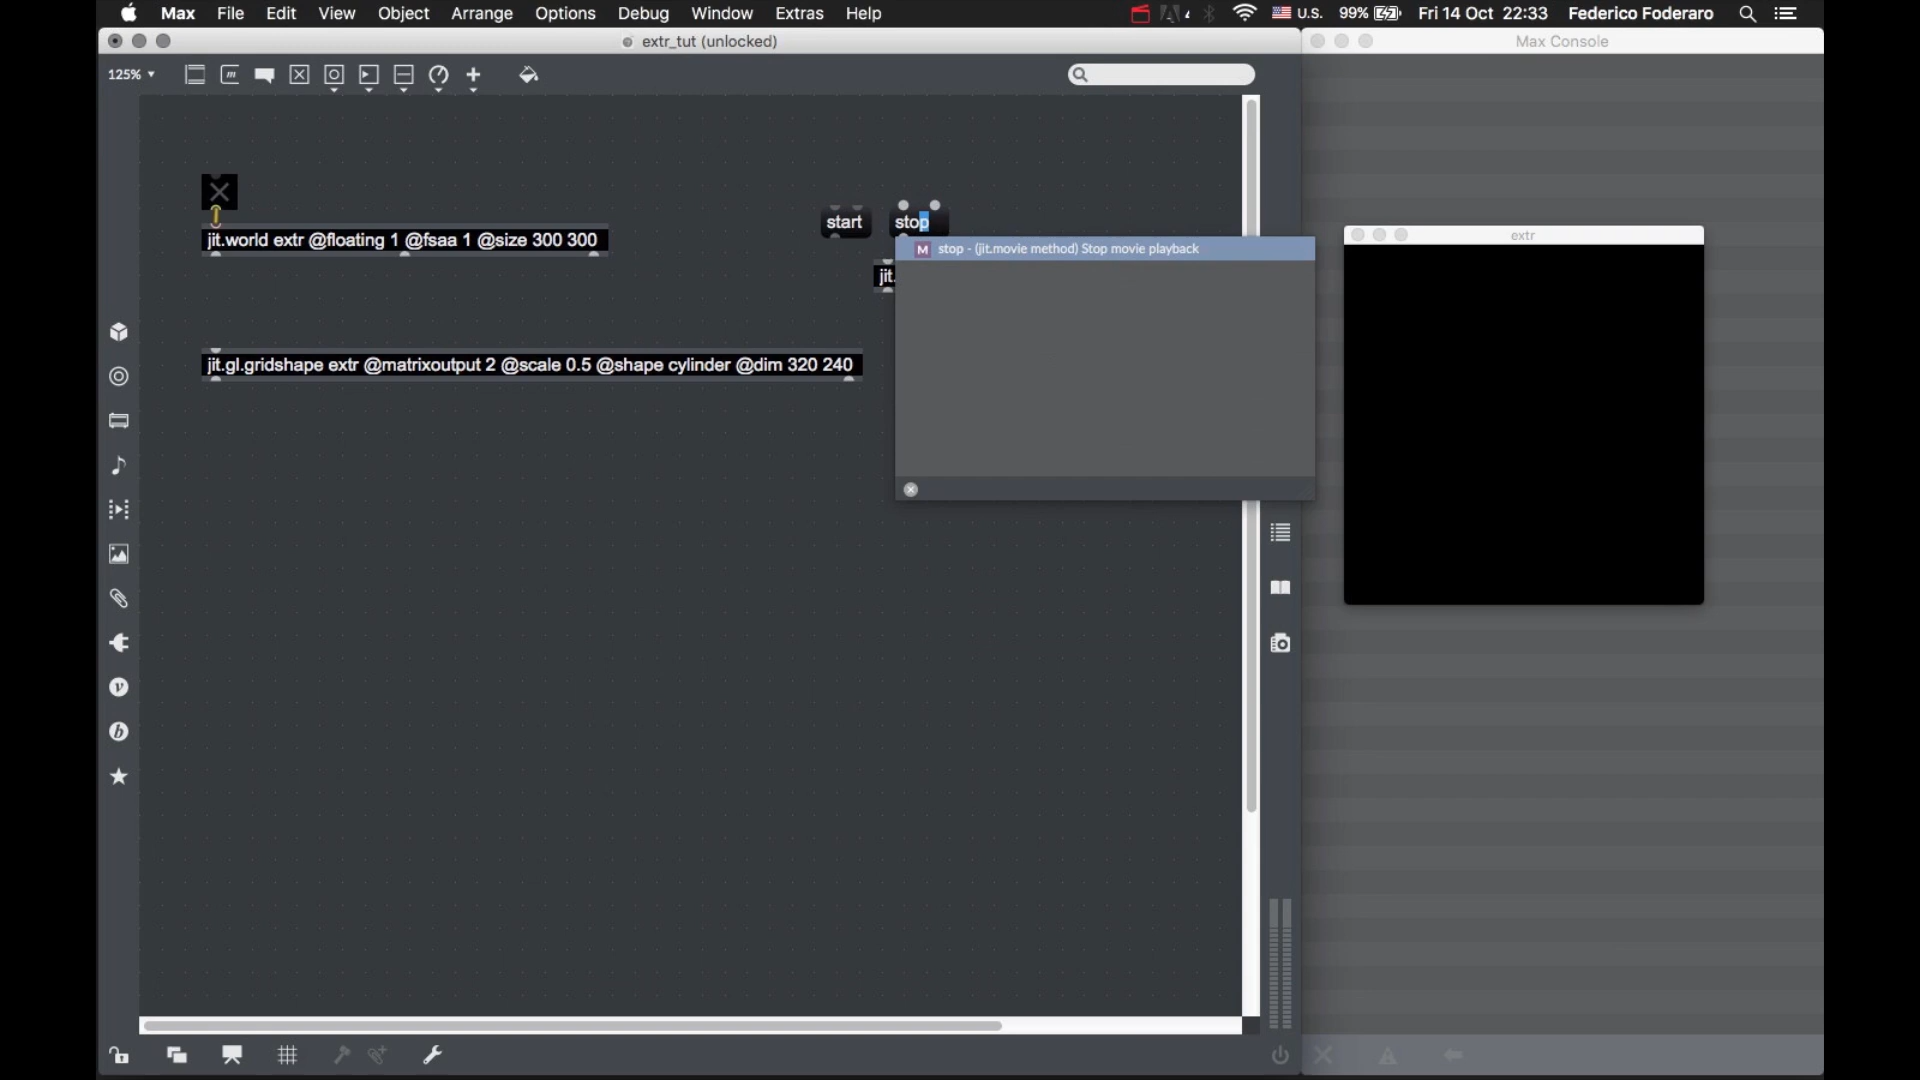 Max File Edit View Object Arrange Options Debug Window Extras Help
U.S. 99% Fri 14 Oct 22:33 Federico Foderaro
extr_tut (unlocked)
Max Console
125%
start
stop
stop - (jit.movie method) Stop movie playback
extr
jit.world extr @floating 1 @fsaa 1 @size 300 300
jit.
jit.gl.gridshape extr @matrixoutput 2 @scale 0.5 @shape cylinder @dim 320 240